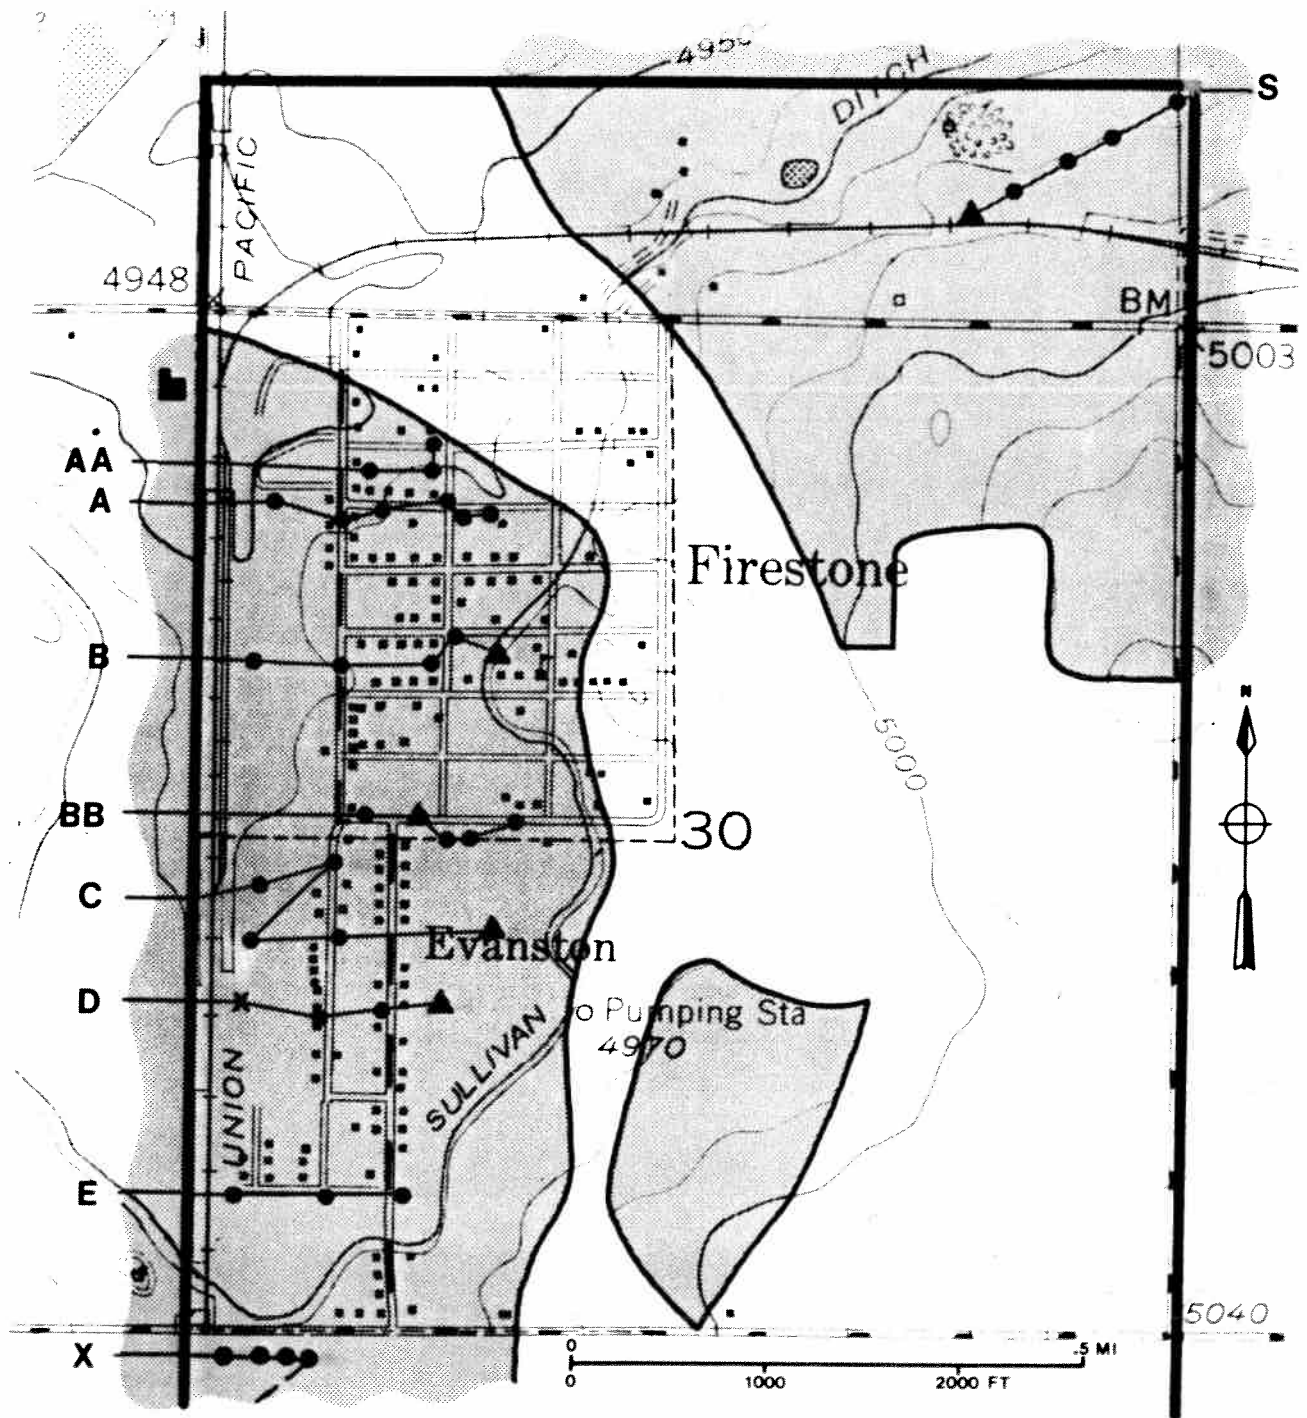 4950
DITCH
S
PACIFIC
4948
BM
5003
AA
A
Firestone
B
5000
N
BB
30
C
Evanston
D
Pumping Sta
4970
SULLIVAN
UNION
E
5040
X
0 .5 MI
0 1000 2000 FT